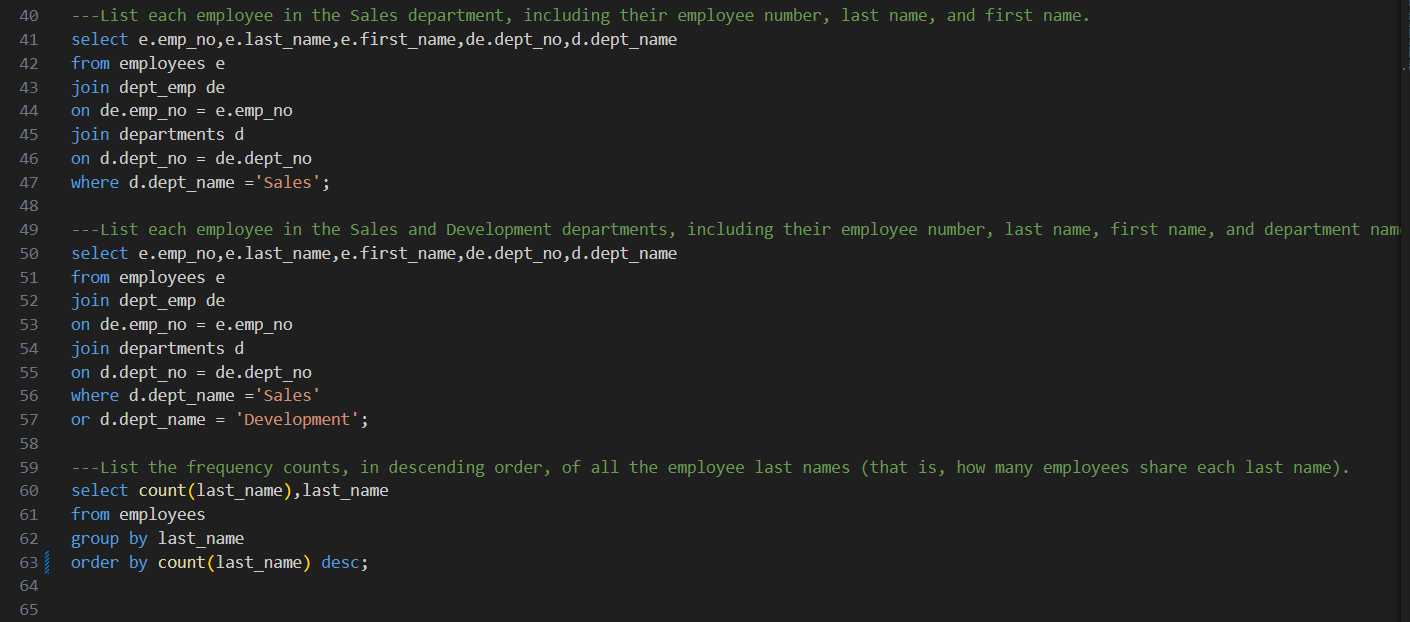 40 ---List each employee in the Sales department, including their employee number, last name, and first name.
41 select e.emp_no,e.last_name,e.first_name,de.dept_no,d.dept_name
42 from employees e
43 join dept_emp de
44 on de.emp_no = e.emp_no
45 join departments d
46 on d.dept_no = de.dept_no
47 where d.dept_name ='Sales';
48
49 ---List each employee in the Sales and Development departments, including their employee number, last name, first name, and department nam
50 select e.emp_no,e.last_name,e.first_name,de.dept_no,d.dept_name
51 from employees e
52 join dept_emp de
53 on de.emp_no = e.emp_no
54 join departments d
55 on d.dept_no = de.dept_no
56 where d.dept_name ='Sales'
57 or d.dept_name = 'Development';
58
59 ---List the frequency counts, in descending order, of all the employee last names (that is, how many employees share each last name).
60 select count(last_name),last_name
61 from employees
62 group by last_name
63 order by count(last_name) desc;
64
65